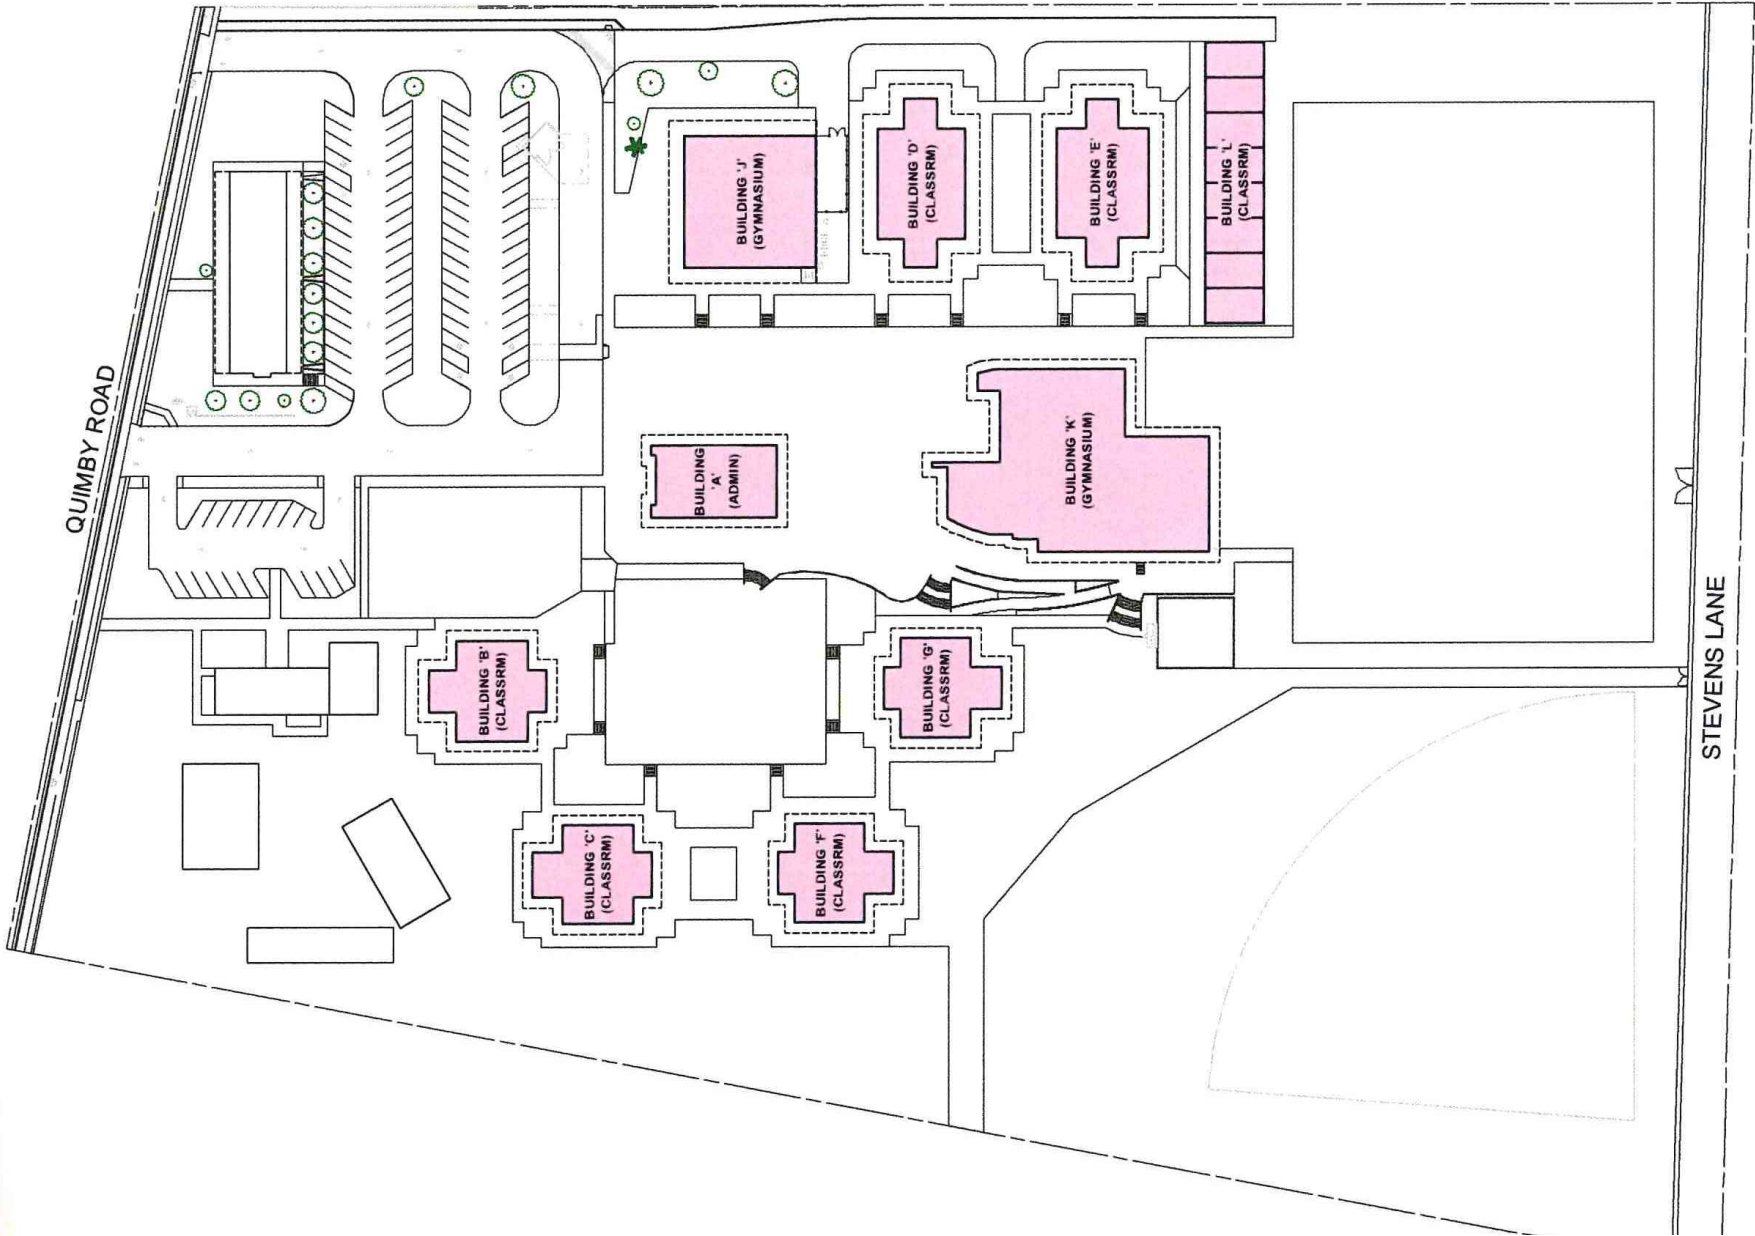 QUIMBY ROAD
BUILDING 'J'
(GYMNASIUM)
BUILDING 'D'
(CLASSRM)
BUILDING 'E'
(CLASSRM)
BUILDING 'L'
(CLASSRM)
BUILDING
'A'
(ADMIN)
BUILDING 'K'
(GYMNASIUM)
BUILDING 'B'
(CLASSRM)
BUILDING 'G'
(CLASSRM)
BUILDING 'C'
(CLASSRM)
BUILDING 'F'
(CLASSRM)
STEVENS LANE